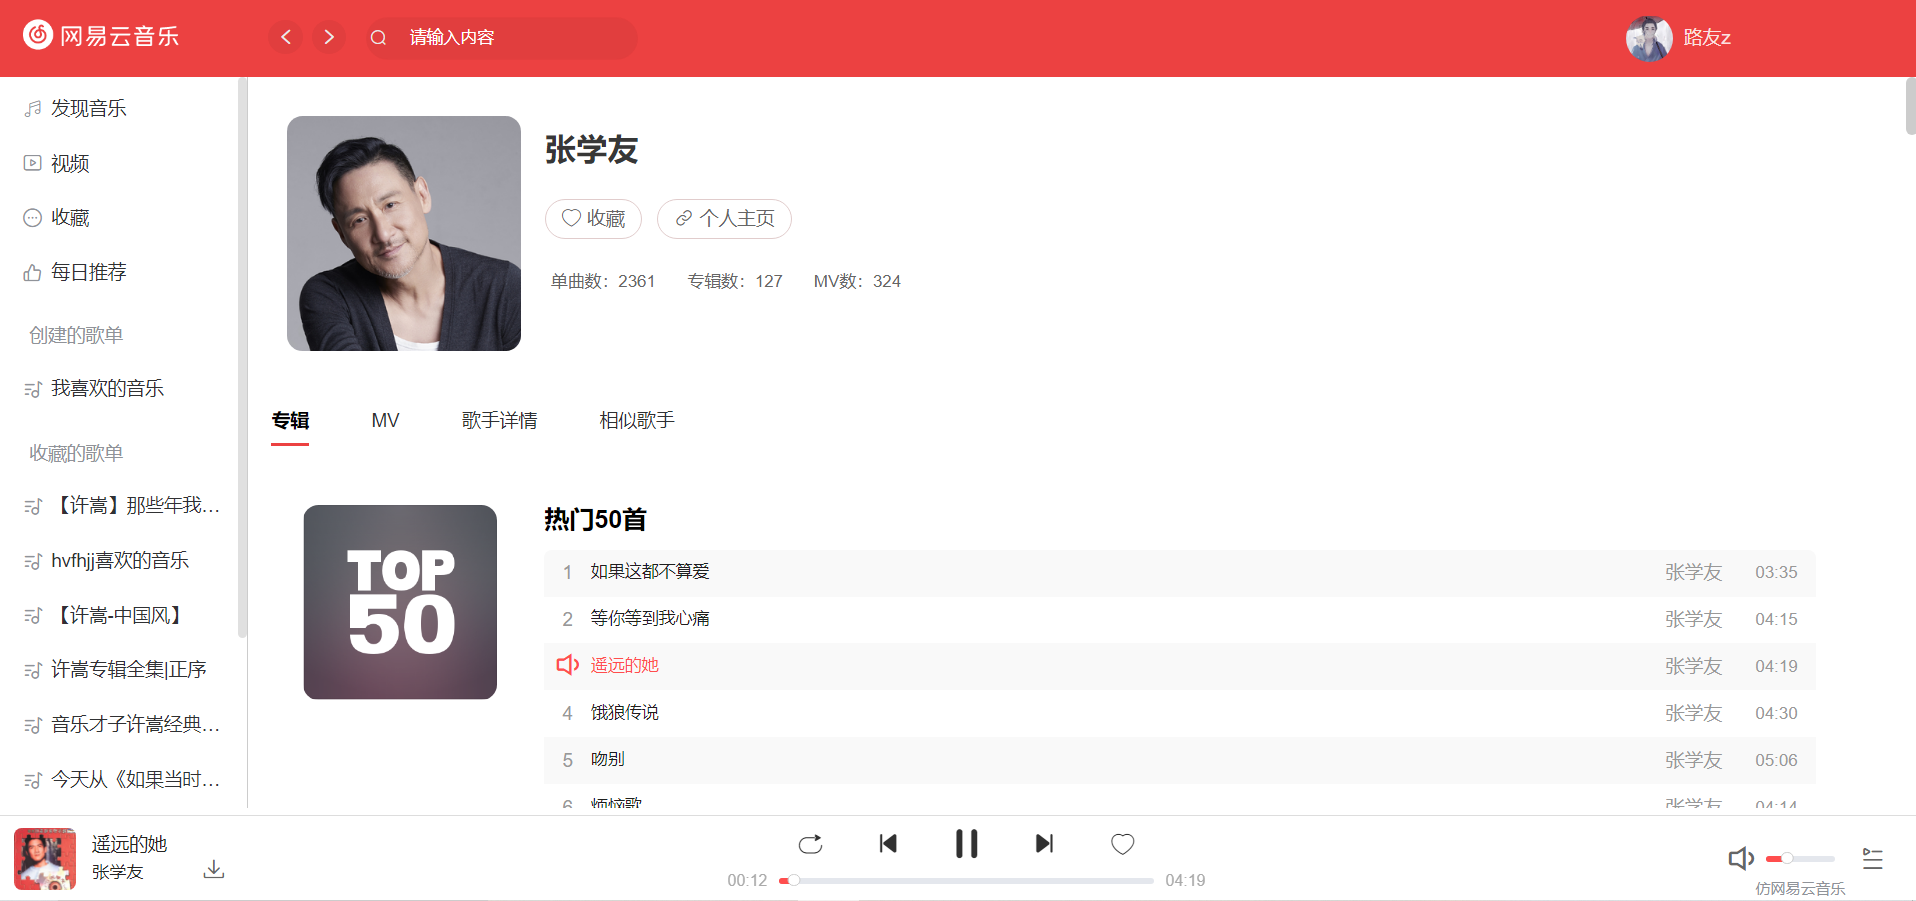 网易云音乐
请输入内容
路友z
发现音乐
视频
收藏
每日推荐
创建的歌单
我喜欢的音乐
收藏的歌单
【许嵩】那些年我...
hvfhjj喜欢的音乐
【许嵩-中国风】
许嵩专辑全集|正序
音乐才子许嵩经典...
今天从《如果当时...
张学友
收藏
个人主页
单曲数：2361 专辑数：127 MV数：324
专辑 MV 歌手详情 相似歌手
TOP
50
热门50首
1 如果这都不算爱 张学友 03:35
2 等你等到我心痛 张学友 04:15
遥远的她 张学友 04:19
4 饿狼传说 张学友 04:30
5 吻别 张学友 05:06
6 烦恼歌 张学友 04:14
遥远的她
张学友
00:12 04:19
仿网易云音乐